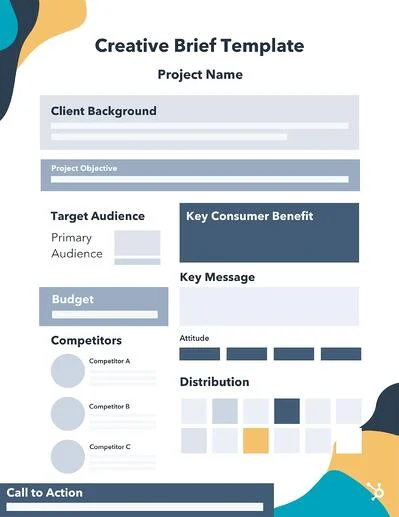 Creative Brief Template
Project Name
Client Background
Project Objective
Target Audience
Primary
Audience
Key Consumer Benefit
Key Message
Budget
Attitude
Competitors
Competitor A
Competitor B
Competitor C
Distribution
Call to Action